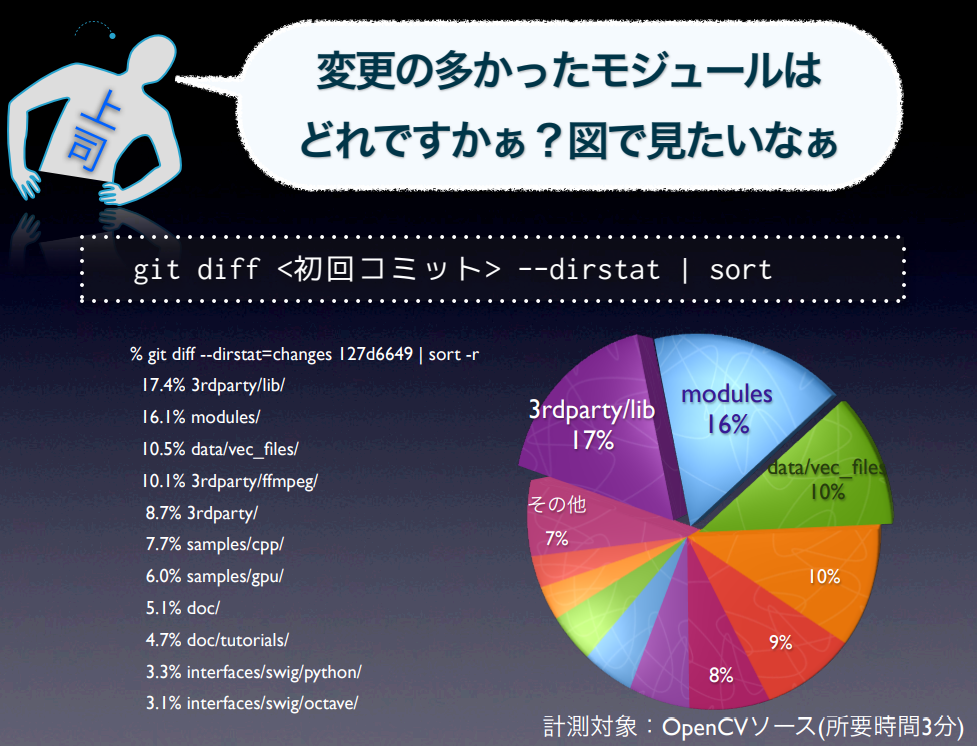 変更の多かったモジュールは
どれですかぁ？図で見たいなぁ
上司
git diff <初回コミット> --dirstat | sort
% git diff --dirstat=changes 127d6649 | sort -r
17.4% 3rdparty/lib/
16.1% modules/
10.5% data/vec_files/
10.1% 3rdparty/ffmpeg/
8.7% 3rdparty/
7.7% samples/cpp/
6.0% samples/gpu/
5.1% doc/
4.7% doc/tutorials/
3.3% interfaces/swig/python/
3.1% interfaces/swig/octave/
3rdparty/lib
17%
modules
16%
data/vec_files
10%
その他
7%
10%
9%
8%
計測対象：OpenCVソース(所要時間3分)